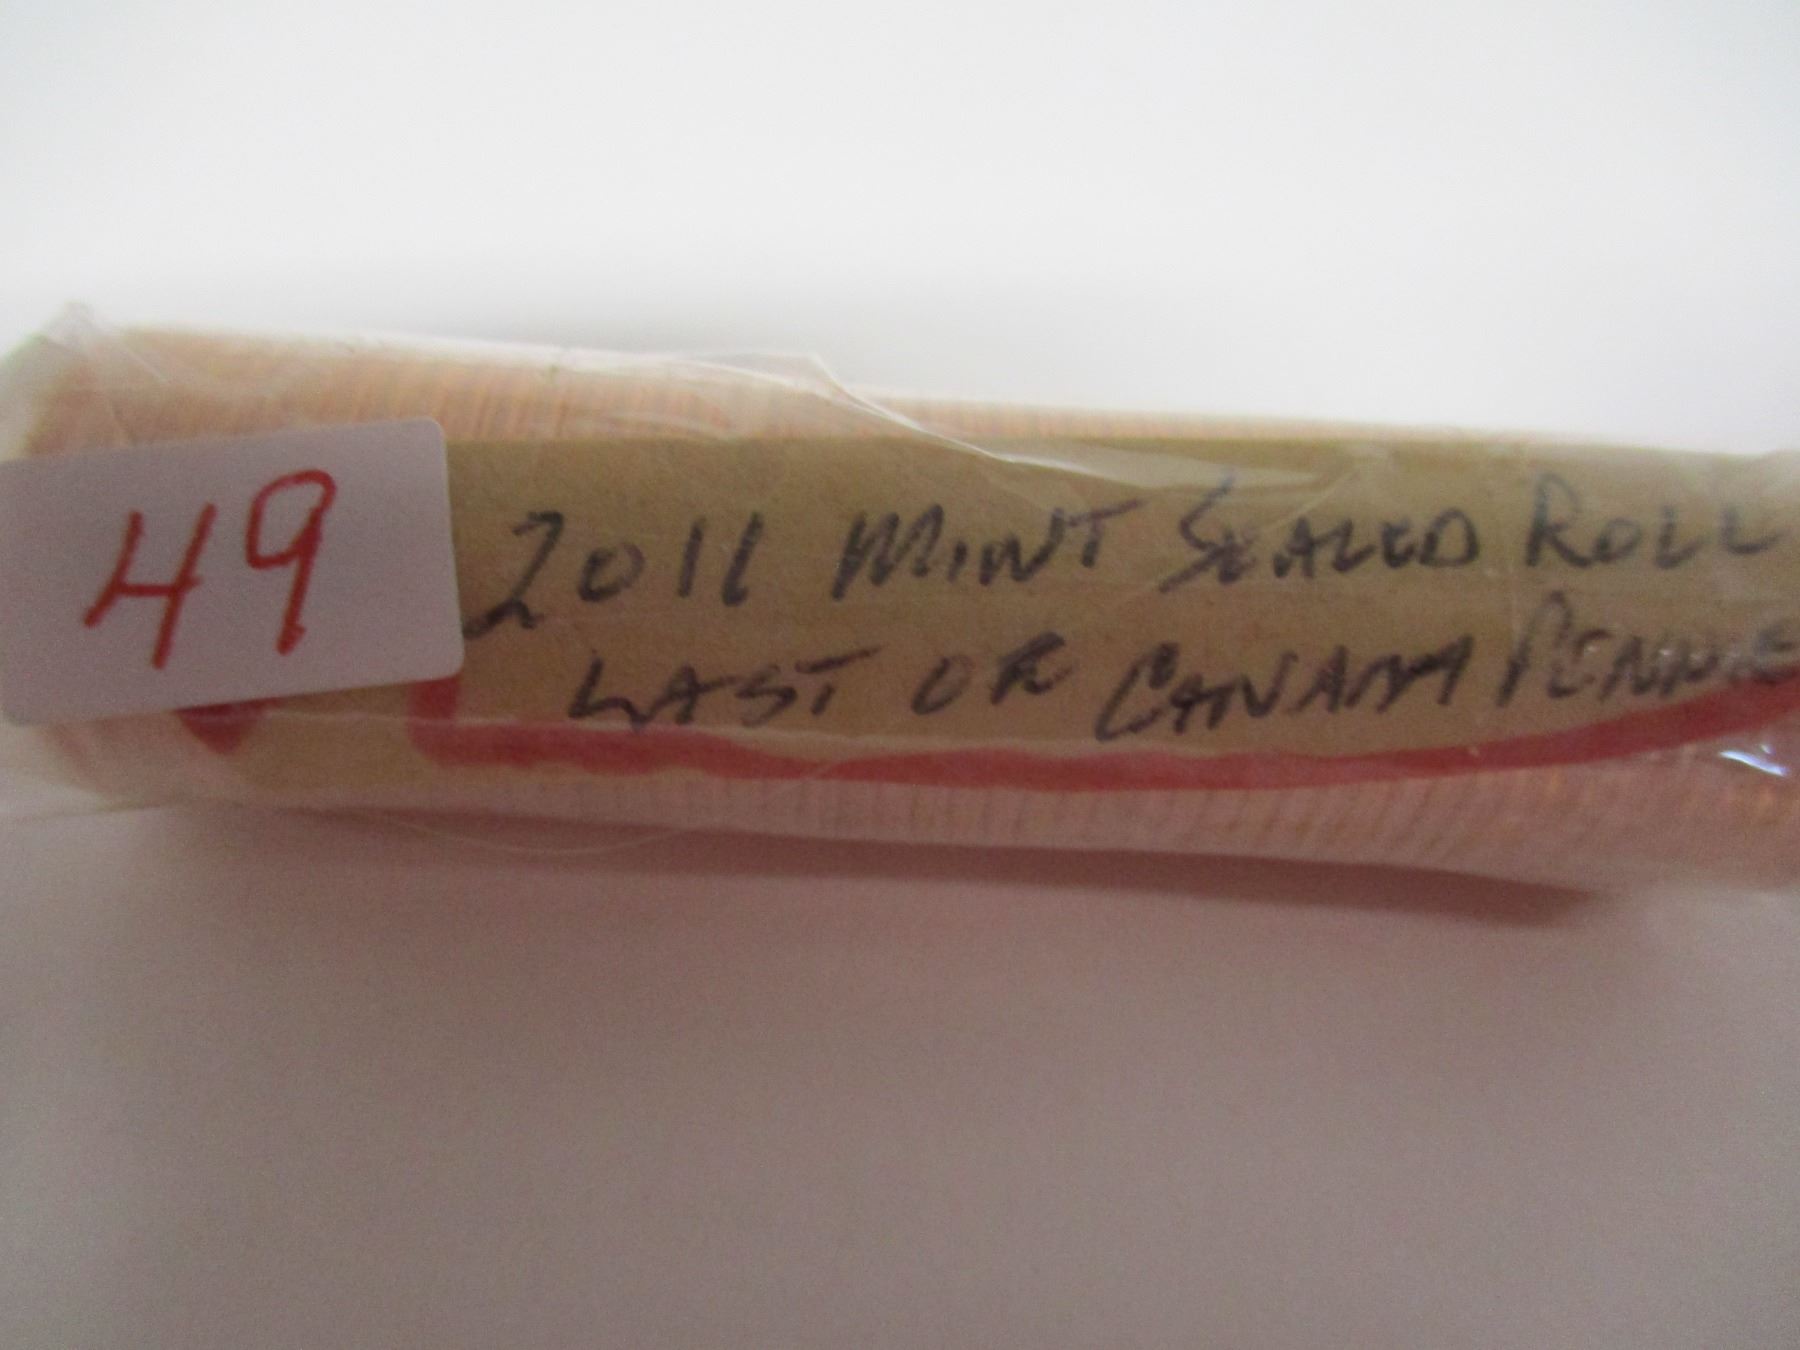 49
2011 MINT SEALED ROLL
LAST OF CANADA PENNIE